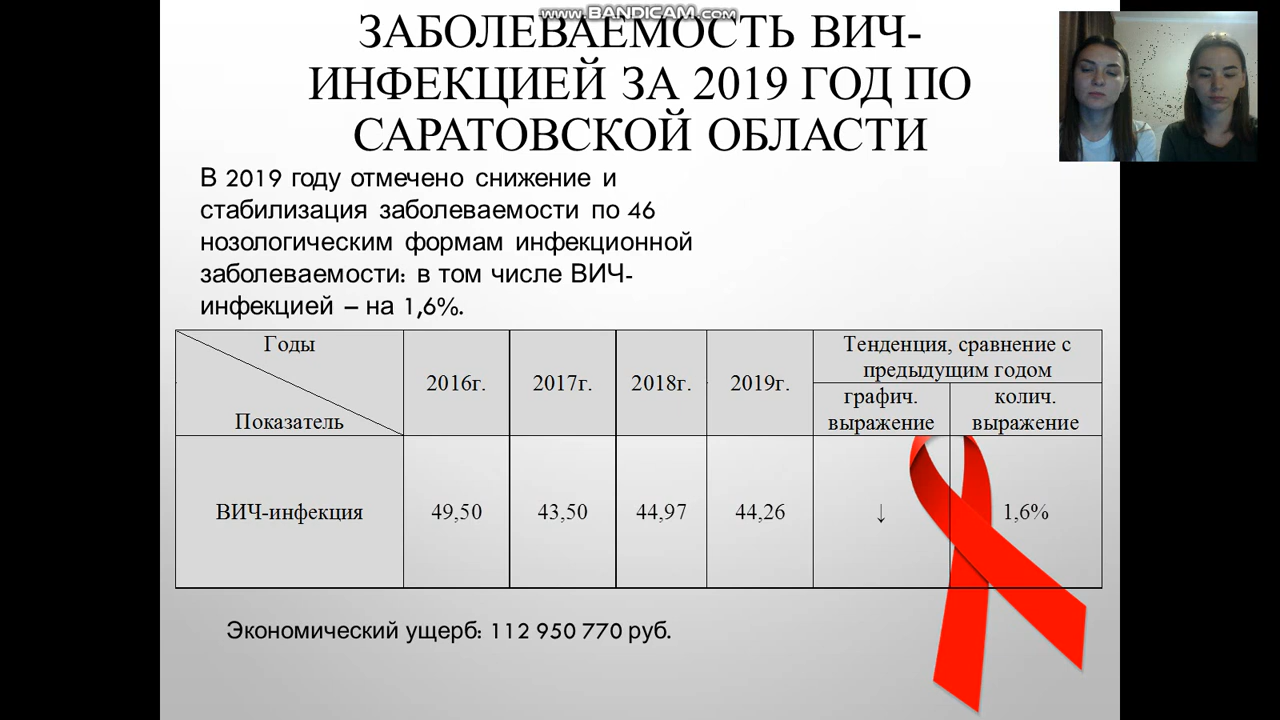 www.BANDICAM.com
ЗАБОЛЕВАЕМОСТЬ ВИЧ-
ИНФЕКЦИЕЙ ЗА 2019 ГОД ПО
САРАТОВСКОЙ ОБЛАСТИ
В 2019 году отмечено снижение и
стабилизация заболеваемости по 46
нозологическим формам инфекционной
заболеваемости: в том числе ВИЧ-
инфекцией – на 1,6%.
Годы
Показатель
2016г.
2017г.
2018г.
2019г.
Тенденция, сравнение с
предыдущим годом
графич.
выражение
колич.
выражение
ВИЧ-инфекция
49,50
43,50
44,97
44,26
↓
1,6%
Экономический ущерб: 112 950 770 руб.